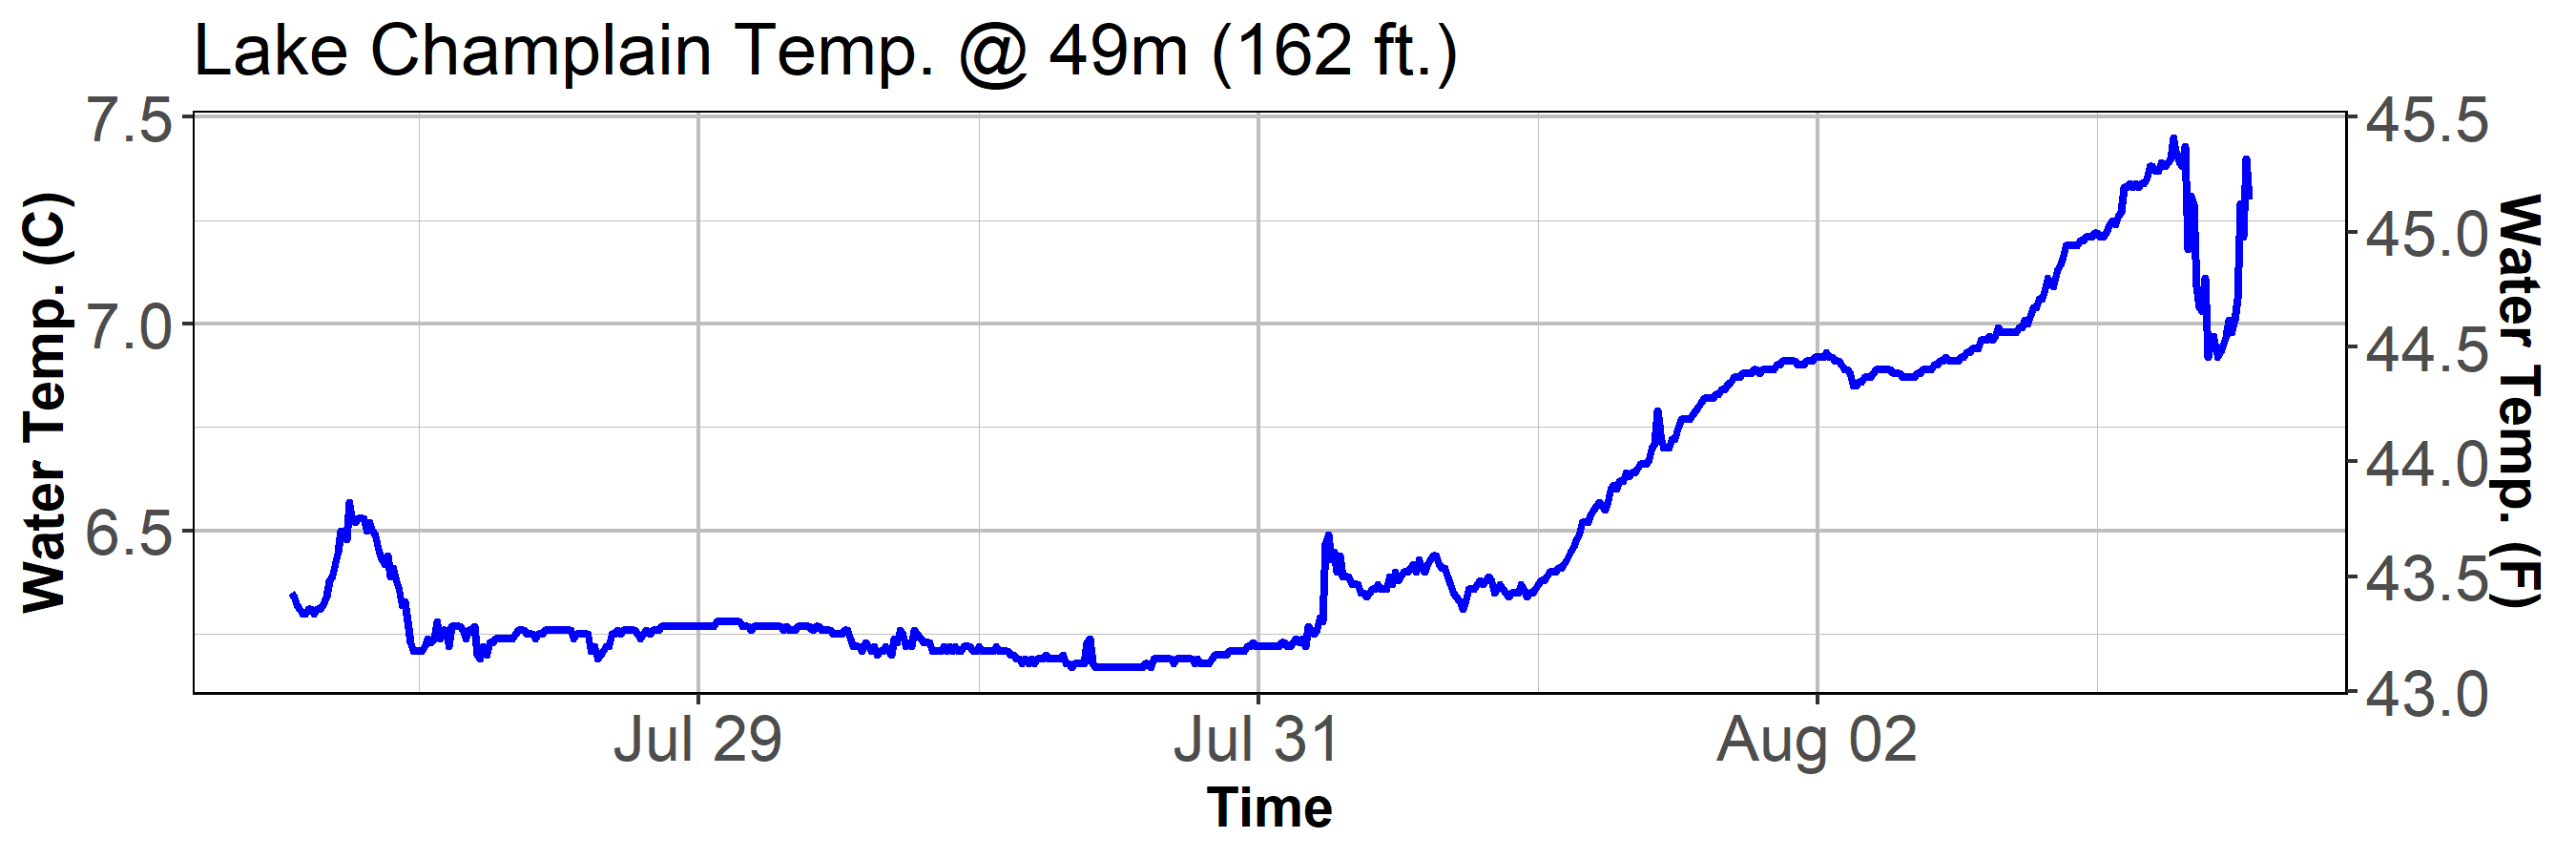 Lake Champlain Temp. @ 49m (162 ft.)
Water Temp. (C)
7.5
7.0
6.5
45.5
45.0
44.5
44.0
43.5
43.0
Water Temp. (F)
Jul 29
Jul 31
Aug 02
Time